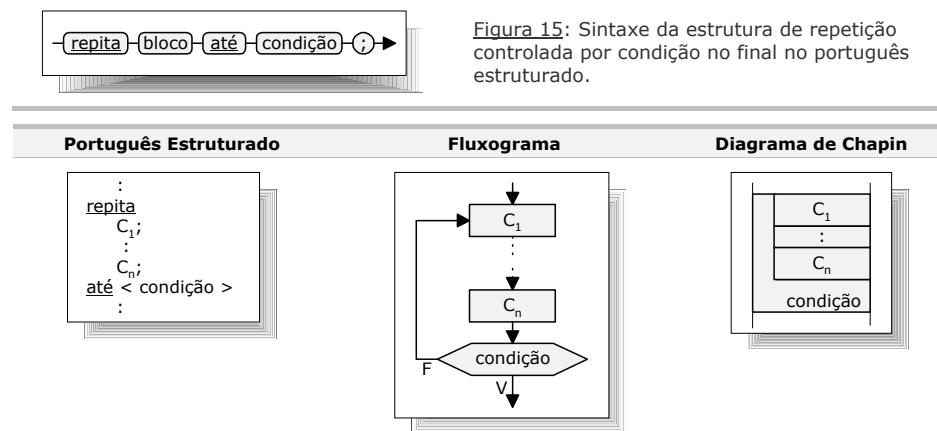 repita bloco até condição ;
Figura 15: Sintaxe da estrutura de repetição
controlada por condição no final no português
estruturado.
Português Estruturado
Fluxograma
Diagrama de Chapin
:
repita
C1;
:
Cn;
até < condição >
:
C1
Cn
condição
F
V
C1
:
Cn
condição